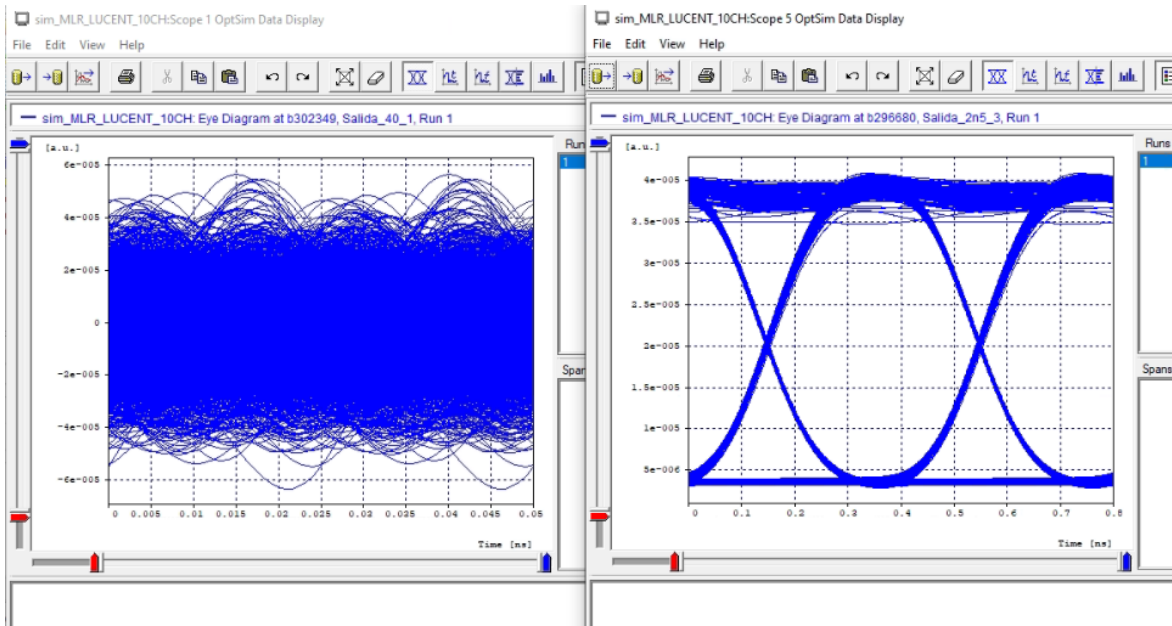 sim_MLR_LUCENT_10CH:Scope 1 OptSim Data Display
File Edit View Help
sim_MLR_LUCENT_10CH: Eye Diagram at b302349, Salida_40_1, Run 1
[a.u.]
Run
1
6e-005
4e-005
2e-005
0
-2e-005
-4e-005
-6e-005
0 0.005 0.01 0.015 0.02 0.025 0.03 0.035 0.04 0.045 0.05
Time [ns]
Spar
sim_MLR_LUCENT_10CH:Scope 5 OptSim Data Display
File Edit View Help
sim_MLR_LUCENT_10CH: Eye Diagram at b296680, Salida_2n5_3, Run 1
[a.u.]
Runs
1
4e-005
3.5e-005
3e-005
2.5e-005
2e-005
1.5e-005
1e-005
5e-006
0 0.1 0.2 0.3 0.4 0.5 0.6 0.7 0.8
Time [ns]
Spans